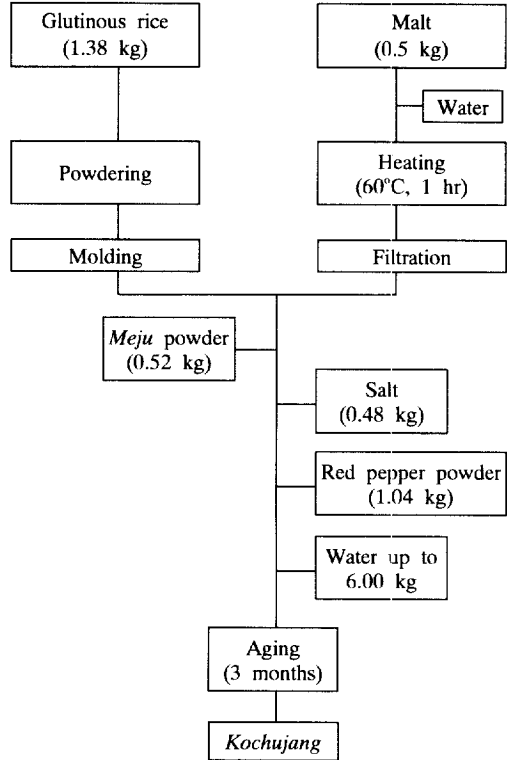 Glutinous rice
(1.38 kg)
Malt
(0.5 kg)
Water
Powdering
Heating
(60°C, 1 hr)
Molding
Filtration
Meju powder
(0.52 kg)
Salt
(0.48 kg)
Red pepper powder
(1.04 kg)
Water up to
6.00 kg
Aging
(3 months)
Kochujang